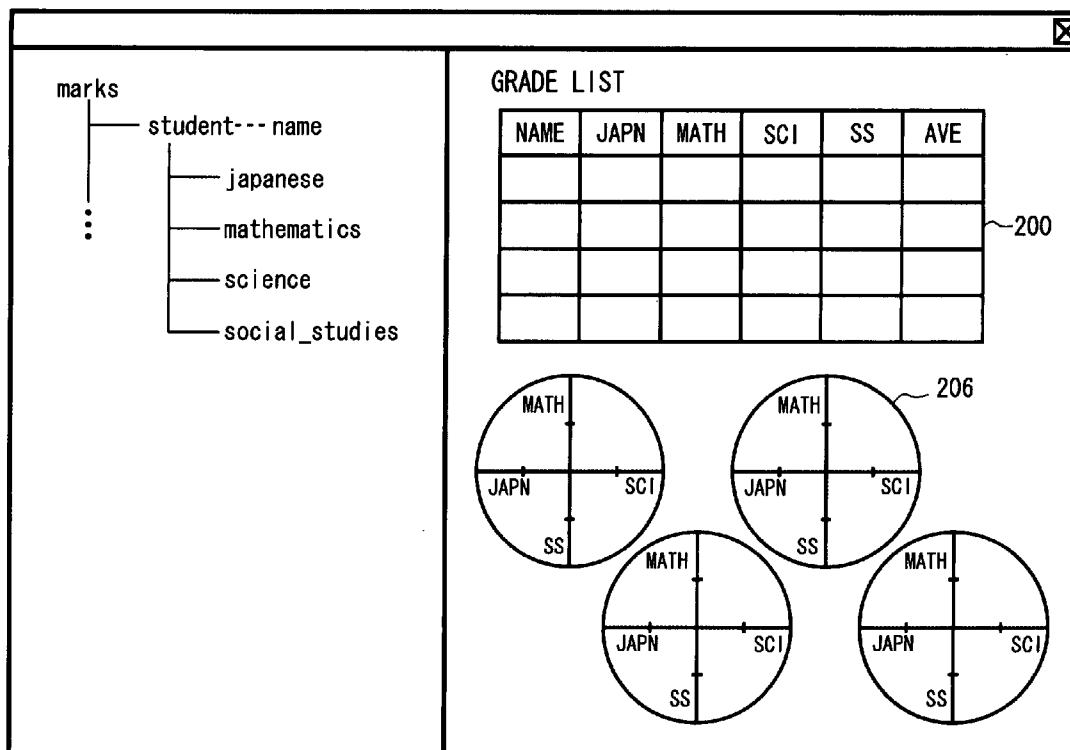 marks
student---name
japanese
mathematics
science
social_studies
GRADE LIST
NAME JAPN MATH SCI SS AVE
200
206
MATH
JAPN SCI
SS
MATH
JAPN SCI
SS
MATH
JAPN SCI
SS
MATH
JAPN SCI
SS